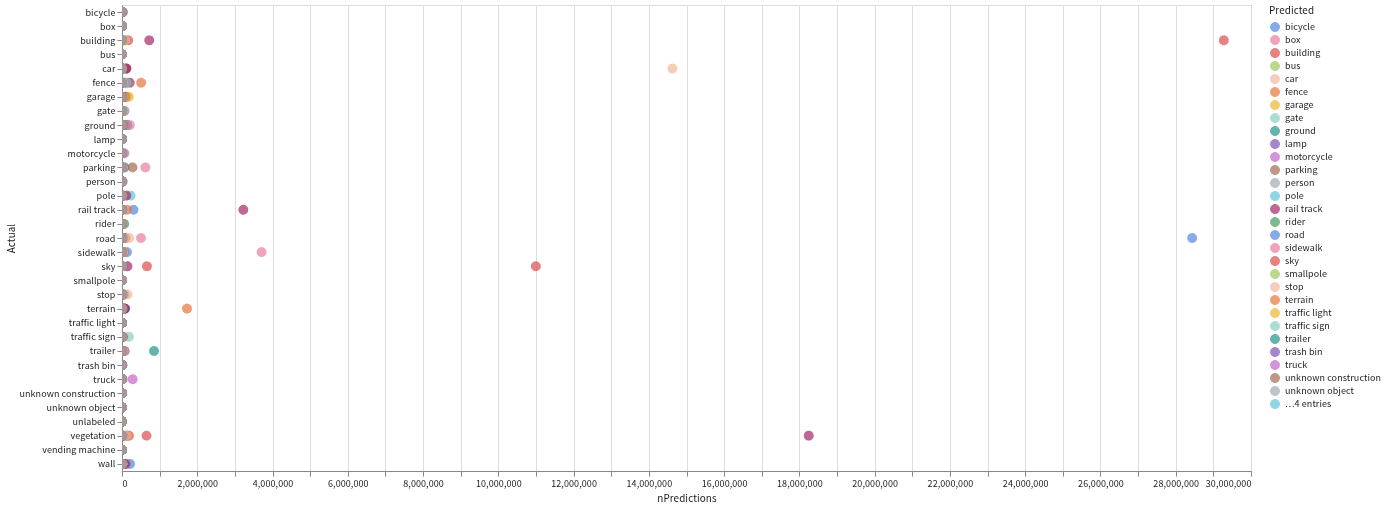 bicycle
box
building
bus
car
fence
garage
gate
ground
lamp
motorcycle
parking
person
pole
rail track
rider
road
sidewalk
sky
smallpole
stop
terrain
traffic light
traffic sign
trailer
trash bin
truck
unknown construction
unknown object
unlabeled
vegetation
vending machine
wall
Actual
0 2,000,000 4,000,000 6,000,000 8,000,000 10,000,000 12,000,000 14,000,000 16,000,000 18,000,000 20,000,000 22,000,000 24,000,000 26,000,000 28,000,000 30,000,000
nPredictions
Predicted
bicycle
box
building
bus
car
fence
garage
gate
ground
lamp
motorcycle
parking
person
pole
rail track
rider
road
sidewalk
sky
smallpole
stop
terrain
traffic light
traffic sign
trailer
trash bin
truck
unknown construction
unknown object
…4 entries